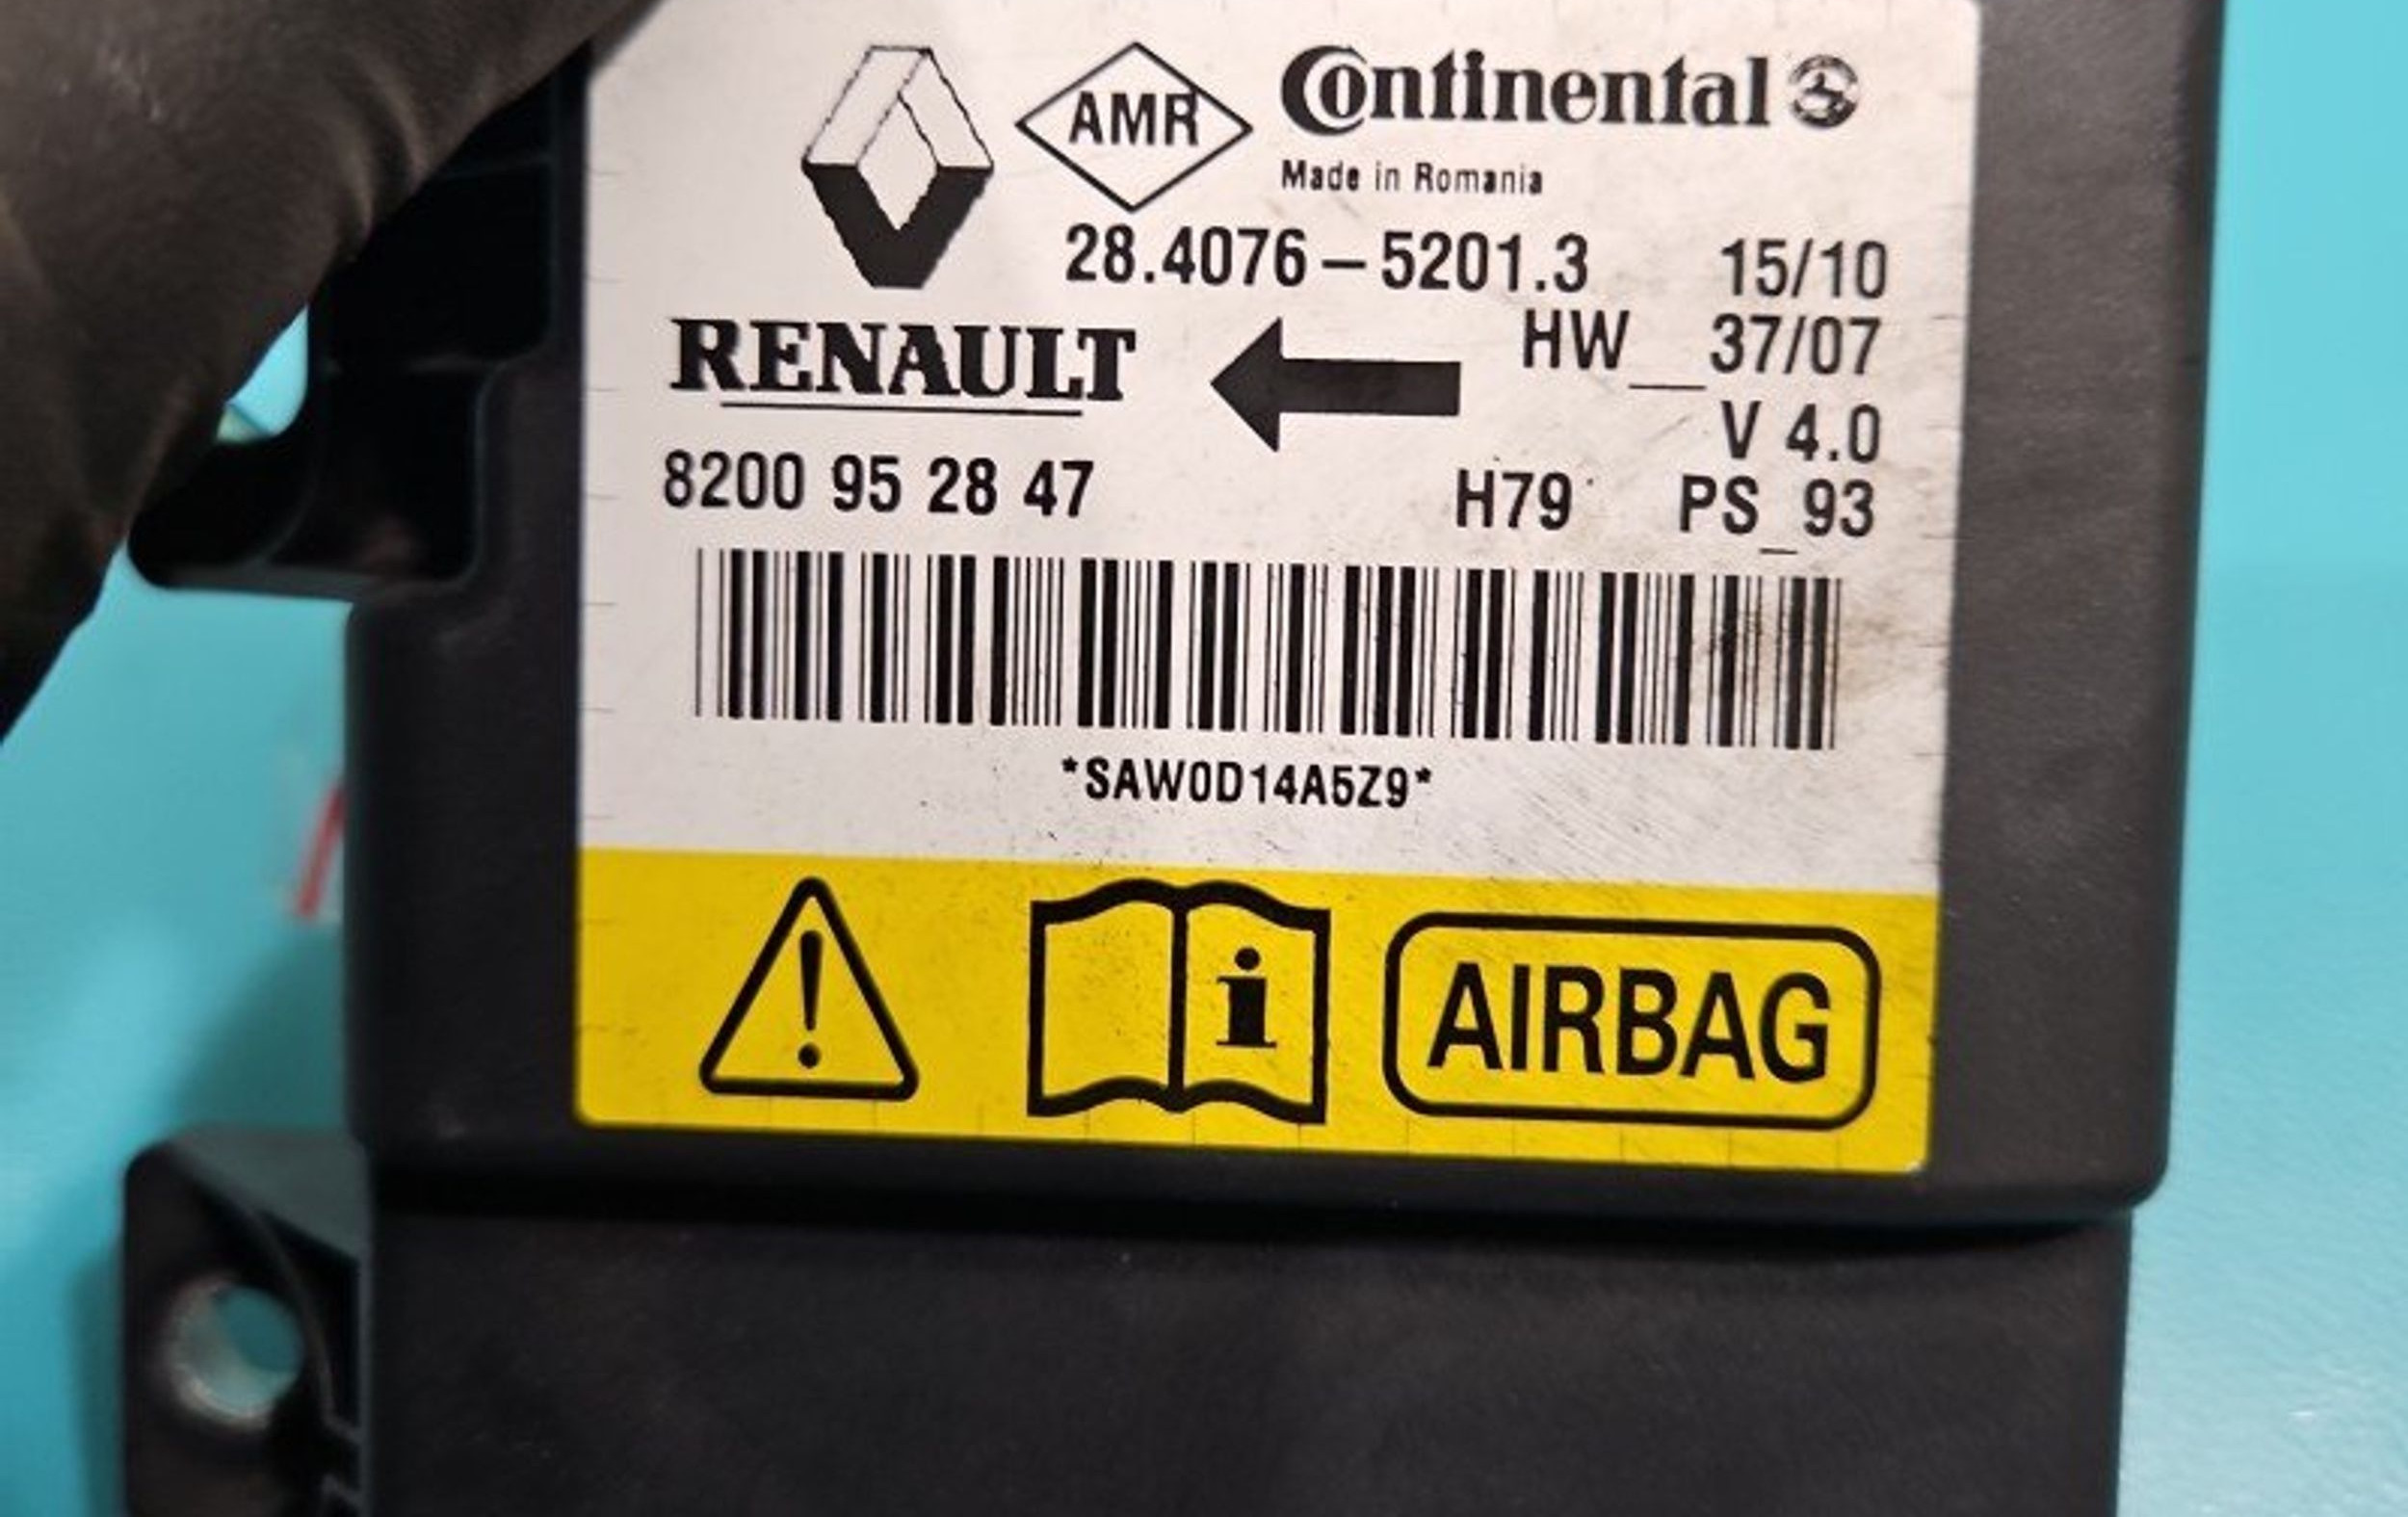 AMR Continental
Made in Romania
28.4076-5201.3 15/10
RENAULT HW__37/07
V 4.0
8200 95 28 47 H79 PS_93
*SAW0D14A5Z9*
! i AIRBAG